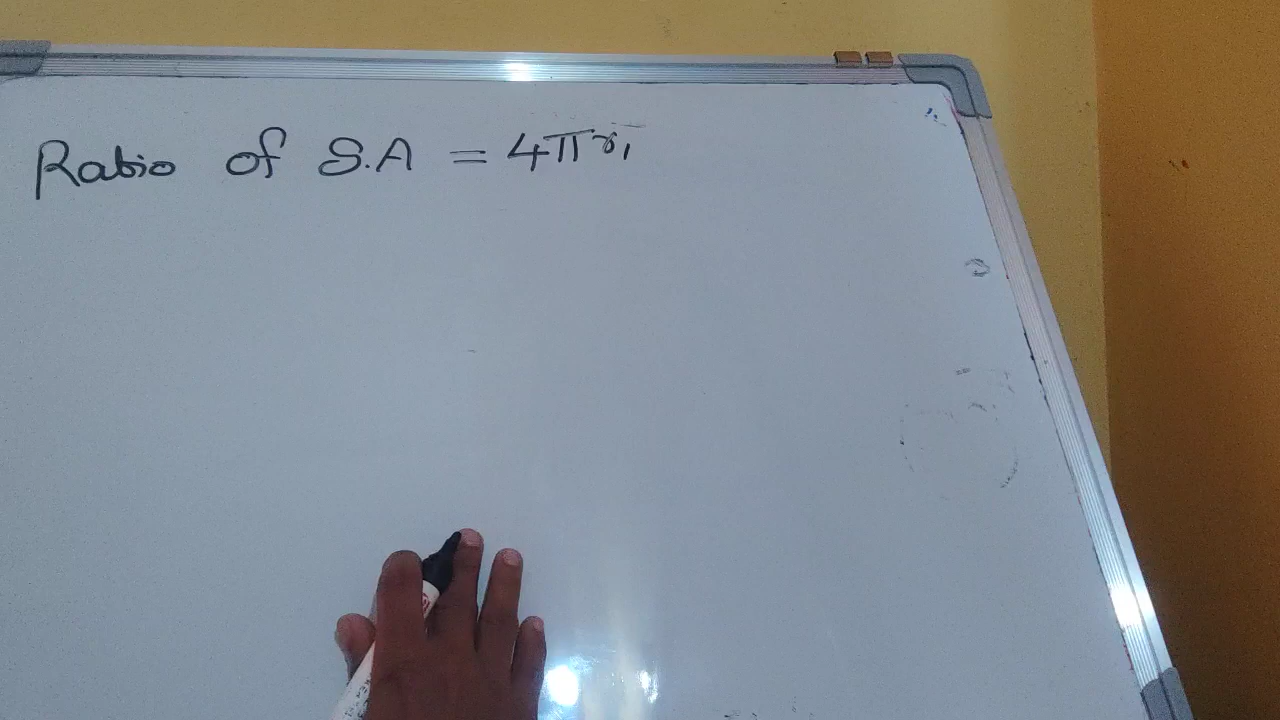 Ratio of S.A = 4πr₁